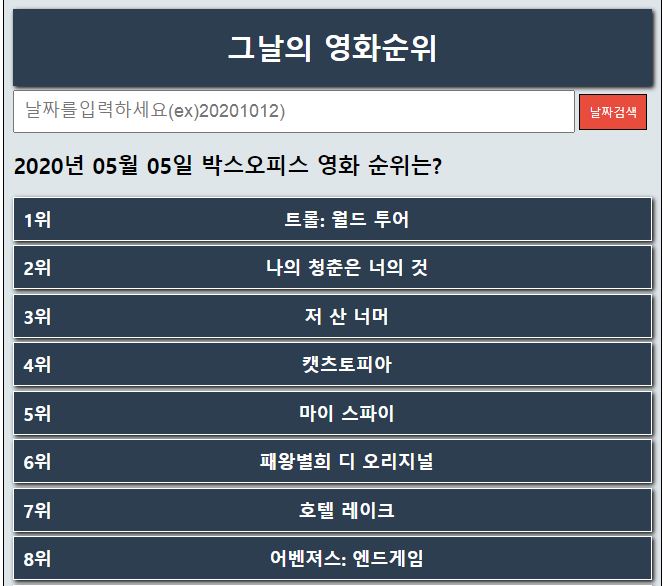 그날의 영화순위
날짜를입력하세요(ex)20201012)
날짜검색
2020년 05월 05일 박스오피스 영화 순위는?
1위 트롤: 월드 투어
2위 나의 청춘은 너의 것
3위 저 산 너머
4위 캣츠토피아
5위 마이 스파이
6위 패왕별희 디 오리지널
7위 호텔 레이크
8위 어벤져스: 엔드게임